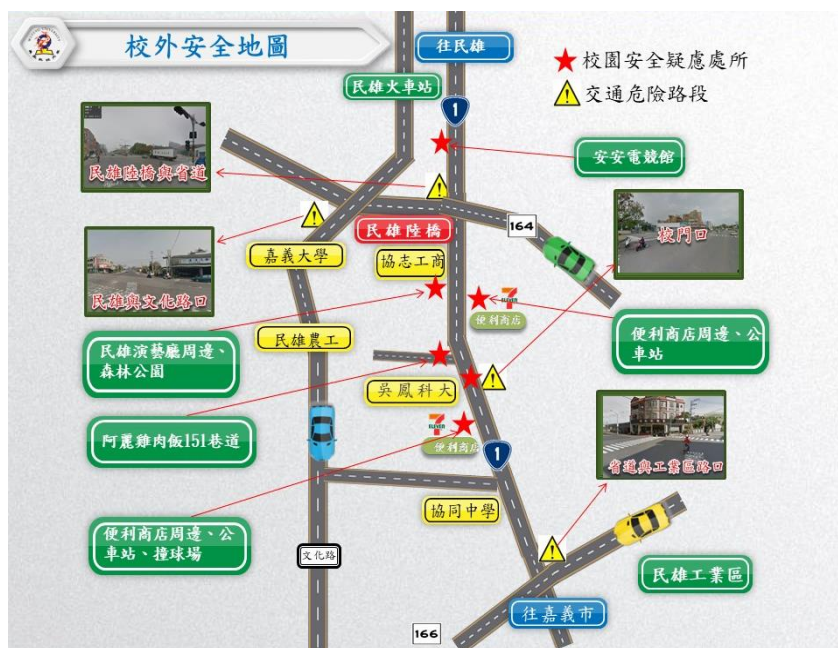 校外安全地圖
往民雄
校園安全疑慮處所
交通危險路段
民雄火車站
1
安安電競館
民雄陸橋與省道
民雄陸橋
164
校門口
嘉義大學
協志工商
民雄與文化路口
7
ELEVEN
便利商店
便利商店周邊、公
車站
民雄農工
民雄演藝廳周邊、
森林公園
吳鳳科大
阿麗雞肉飯151巷道
7
便利商店
1
省道與工業區路口
協同中學
便利商店周邊、公
車站、撞球場
文化路
民雄工業區
往嘉義市
166